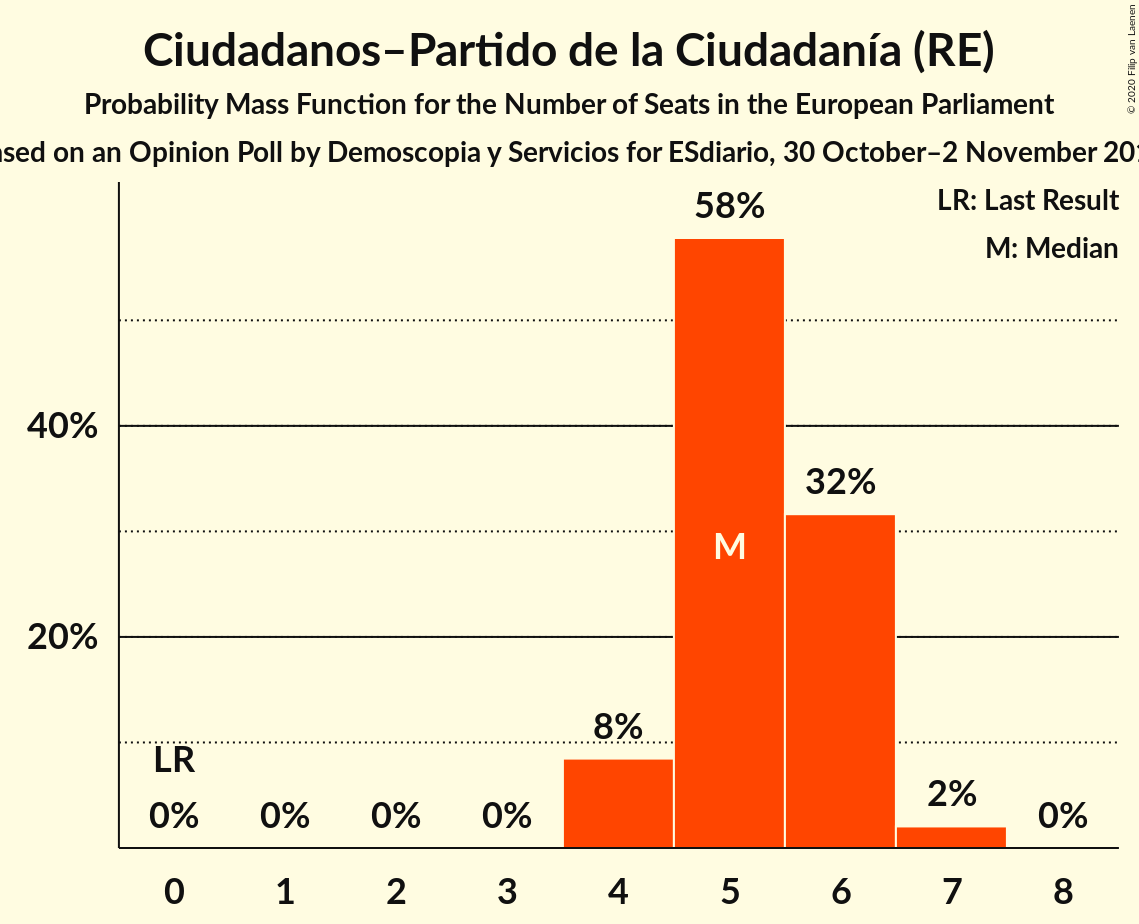 Ciudadanos–Partido de la Ciudadanía (RE)
Probability Mass Function for the Number of Seats in the European Parliament
on an Opinion Poll by Demoscopia y Servicios for ESdiario, 30 October–2 November
© 2020 Filip van Laenen
LR: Last Result
M: Median
58%
40%
32%
M
20%
8%
LR
2%
0% 0% 0% 0% 0%
0 1 2 3 4 5 6 7 8